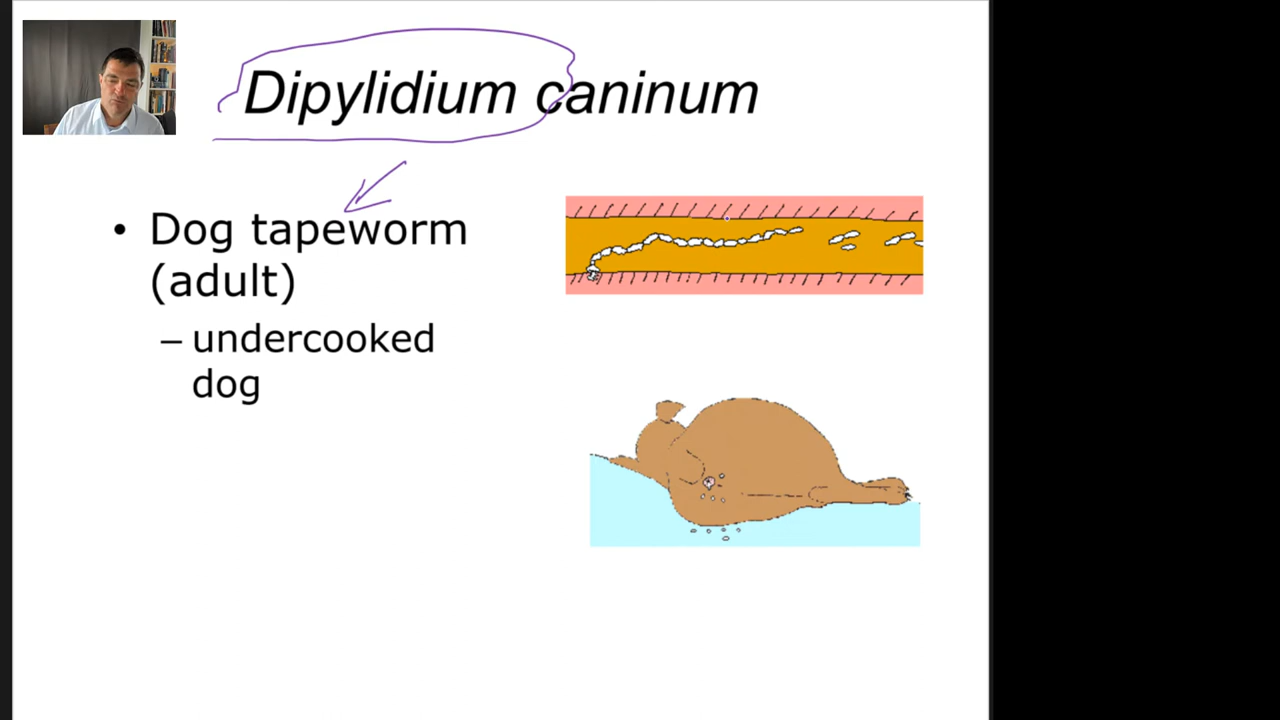 Dipylidium caninum
• Dog tapeworm
(adult)
– undercooked
dog